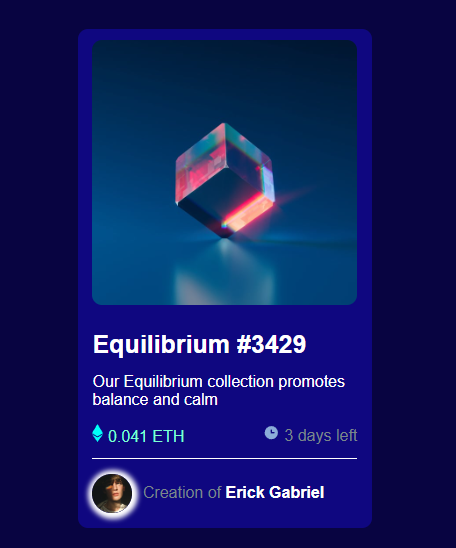 Equilibrium #3429
Our Equilibrium collection promotes
balance and calm
0.041 ETH
3 days left
Creation of Erick Gabriel